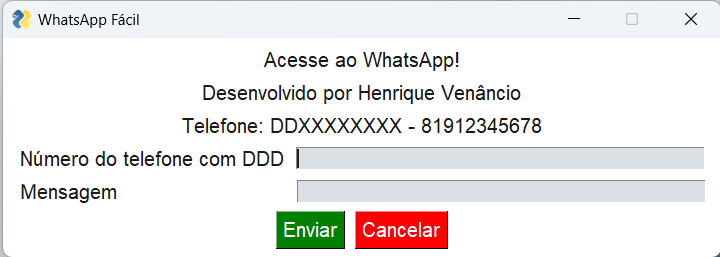 WhatsApp Fácil
Acesse ao WhatsApp!
Desenvolvido por Henrique Venâncio
Telefone: DDXXXXXXXX - 81912345678
Número do telefone com DDD
Mensagem
Enviar Cancelar